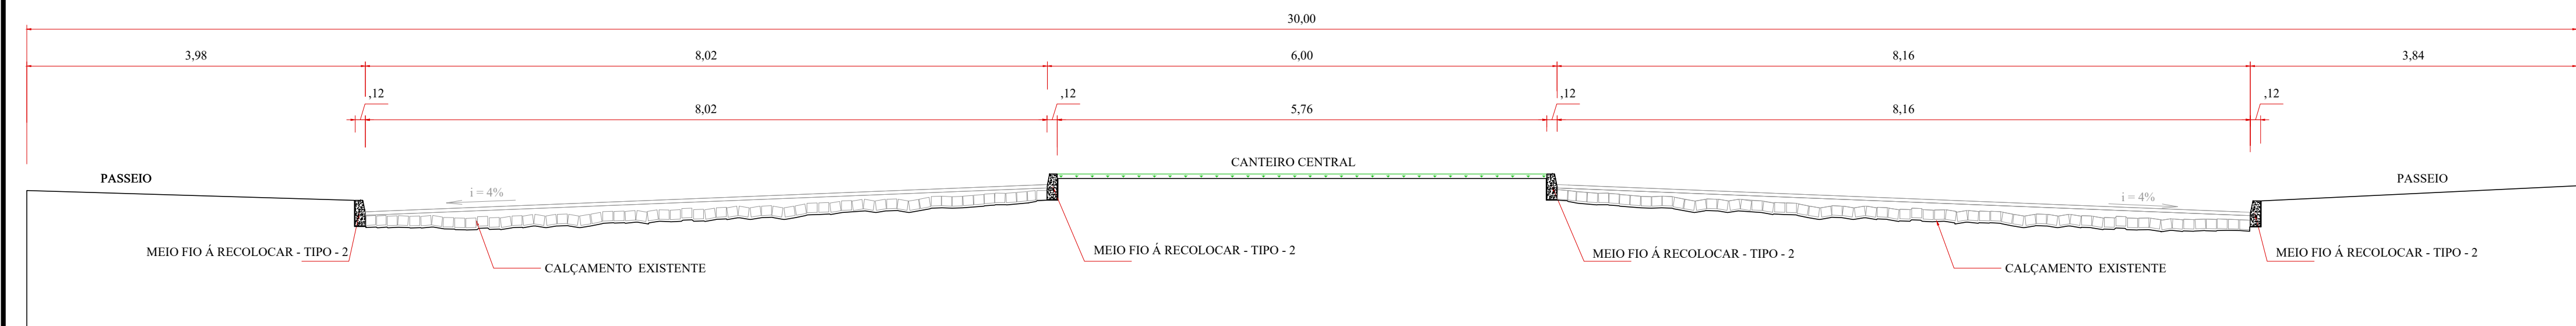 30,00
3,98
8,02
6,00
8,16
3,84
,12
,12
,12
,12
8,02
5,76
8,16
CANTEIRO CENTRAL
PASSEIO
PASSEIO
i = 4%
i = 4%
MEIO FIO Á RECOLOCAR - TIPO - 2
MEIO FIO Á RECOLOCAR - TIPO - 2
MEIO FIO Á RECOLOCAR - TIPO - 2
MEIO FIO Á RECOLOCAR - TIPO - 2
CALÇAMENTO EXISTENTE
CALÇAMENTO EXISTENTE